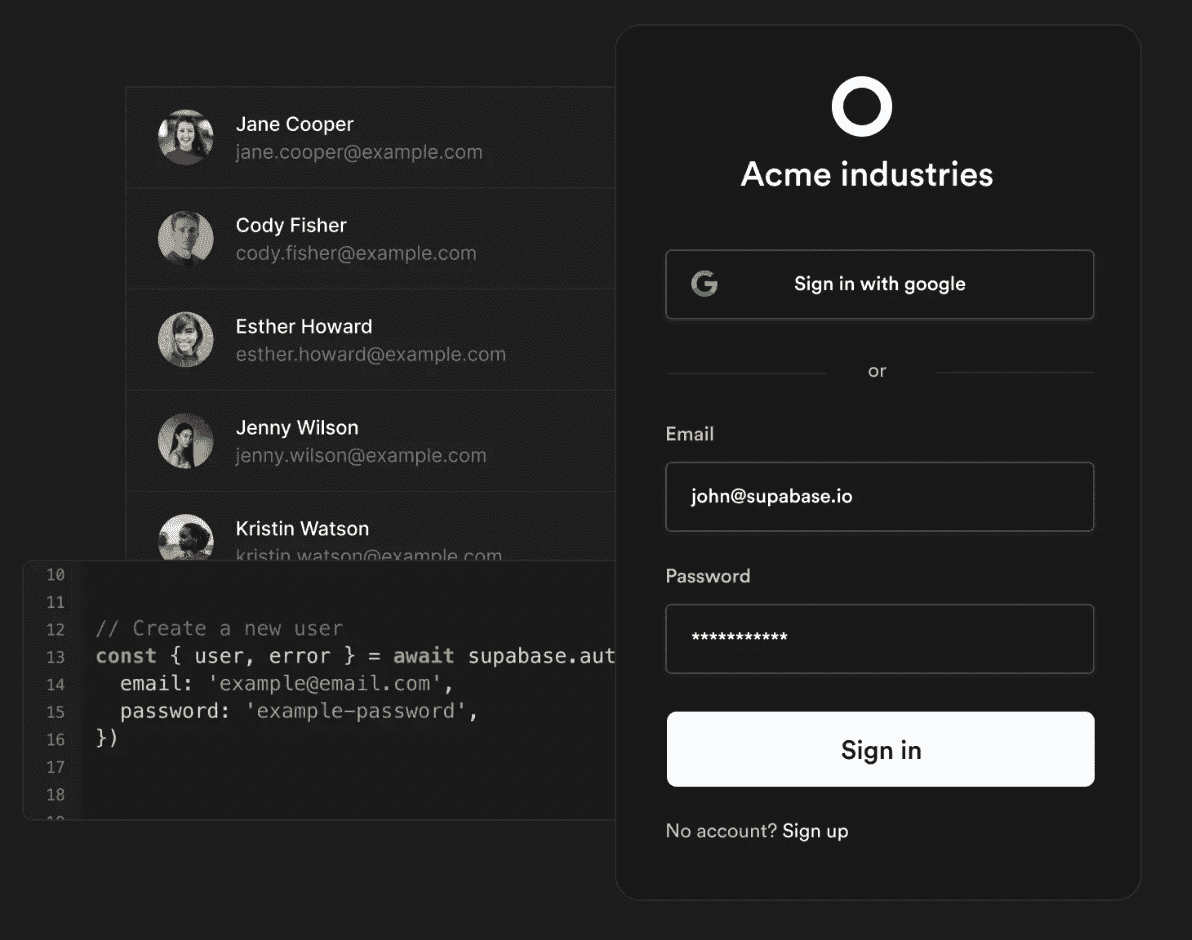 Jane Cooper
jane.cooper@example.com
Cody Fisher
cody.fisher@example.com
Esther Howard
esther.howard@example.com
Jenny Wilson
jenny.wilson@example.com
Kristin Watson
kristin.watson@example.com
10
11
12 // Create a new user
13 const { user, error } = await supabase.aut
14 email: 'example@email.com',
15 password: 'example-password',
16 })
17
18
19
Acme industries
G Sign in with google
or
Email
john@supabase.io
Password
***********
Sign in
No account? Sign up